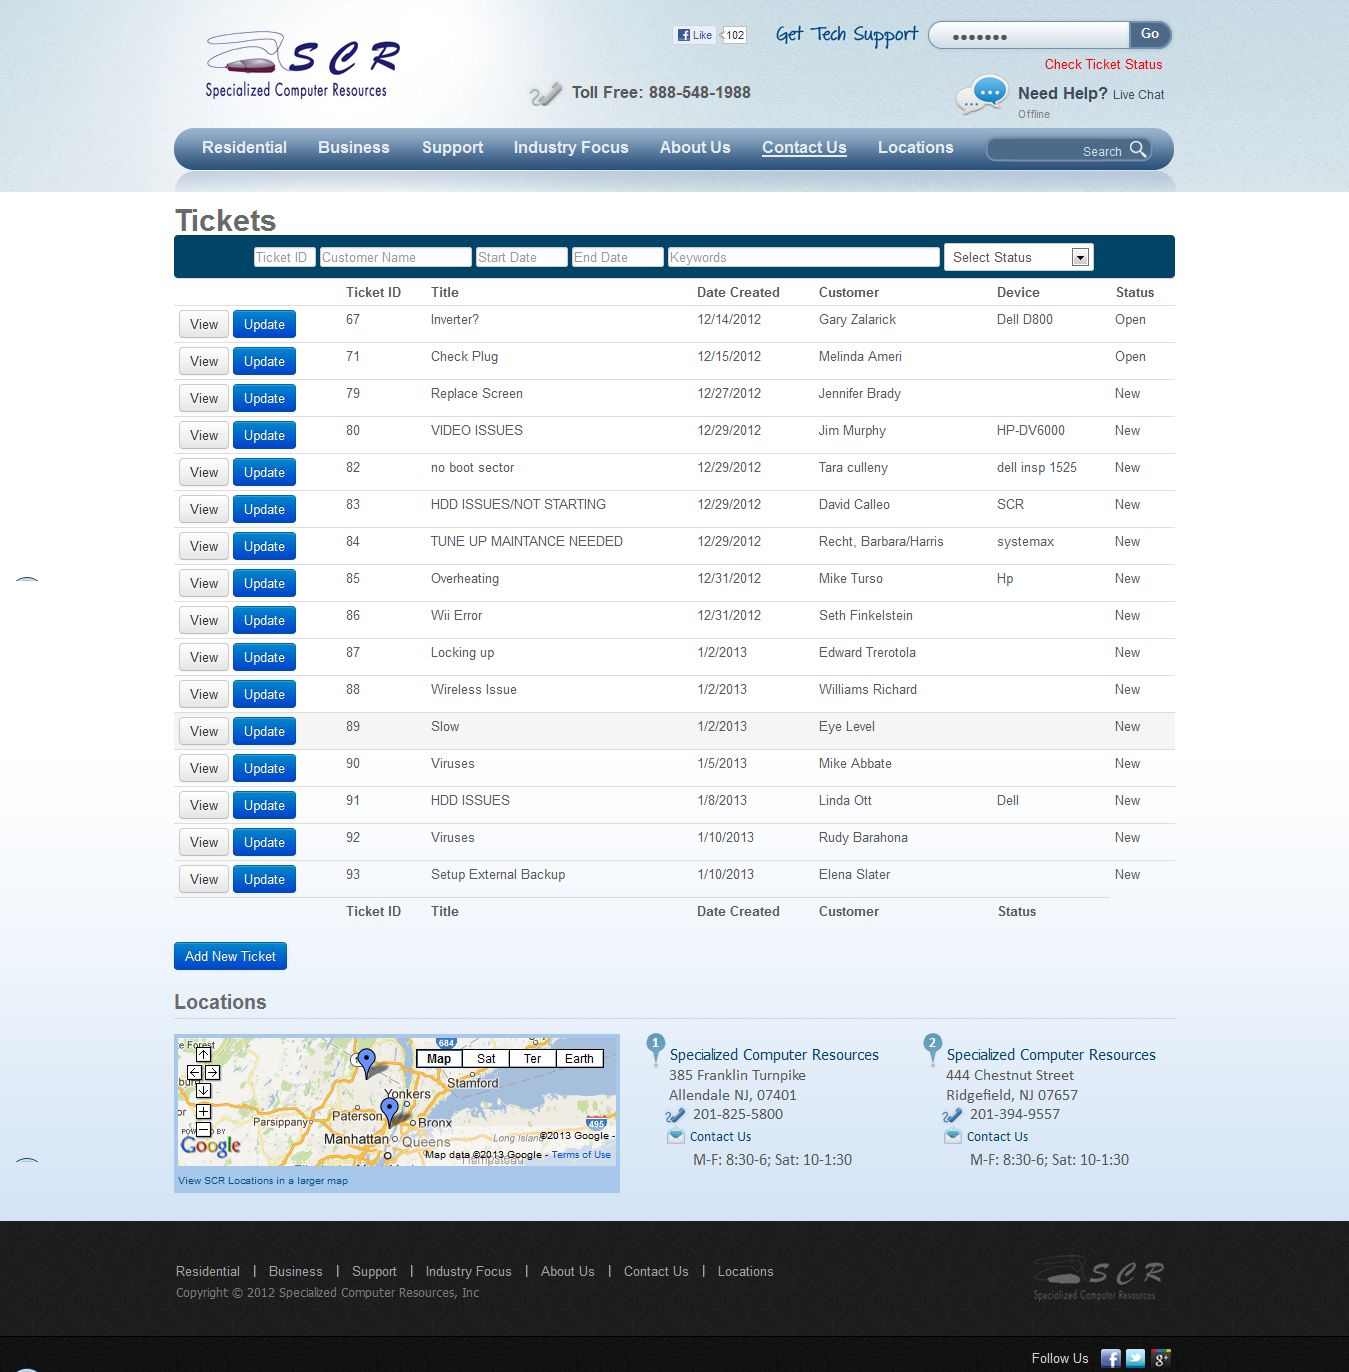 SCR
Specialized Computer Resources
Like 102
Get Tech Support
•••••••
Go
Check Ticket Status
Toll Free: 888-548-1988
Need Help? Live Chat
Offline
Residential Business Support Industry Focus About Us Contact Us Locations Search
Tickets
Ticket ID Customer Name Start Date End Date Keywords Select Status
Ticket ID Title Date Created Customer Device Status
View Update 67 Inverter? 12/14/2012 Gary Zalarick Dell D800 Open
View Update 71 Check Plug 12/15/2012 Melinda Ameri Open
View Update 79 Replace Screen 12/27/2012 Jennifer Brady New
View Update 80 VIDEO ISSUES 12/29/2012 Jim Murphy HP-DV6000 New
View Update 82 no boot sector 12/29/2012 Tara culleny dell insp 1525 New
View Update 83 HDD ISSUES/NOT STARTING 12/29/2012 David Calleo SCR New
View Update 84 TUNE UP MAINTANCE NEEDED 12/29/2012 Recht, Barbara/Harris systemax New
View Update 85 Overheating 12/31/2012 Mike Turso Hp New
View Update 86 Wii Error 12/31/2012 Seth Finkelstein New
View Update 87 Locking up 1/2/2013 Edward Trerotola New
View Update 88 Wireless Issue 1/2/2013 Williams Richard New
View Update 89 Slow 1/2/2013 Eye Level New
View Update 90 Viruses 1/5/2013 Mike Abbate New
View Update 91 HDD ISSUES 1/8/2013 Linda Ott Dell New
View Update 92 Viruses 1/10/2013 Rudy Barahona New
View Update 93 Setup External Backup 1/10/2013 Elena Slater New
Ticket ID Title Date Created Customer Status
Add New Ticket
Locations
Map Sat Ter Earth
684
Stamford
Yonkers
Paterson
Parsippany
Bronx
495
Manhattan
Queens
Long Island
©2013 Google -
POWERED BY
Google
Map data ©2013 Google - Terms of Use
View SCR Locations in a larger map
1
Specialized Computer Resources
385 Franklin Turnpike
Allendale NJ, 07401
201-825-5800
Contact Us
M-F: 8:30-6; Sat: 10-1:30
2
Specialized Computer Resources
444 Chestnut Street
Ridgefield, NJ 07657
201-394-9557
Contact Us
M-F: 8:30-6; Sat: 10-1:30
Residential | Business | Support | Industry Focus | About Us | Contact Us | Locations
Copyright © 2012 Specialized Computer Resources, Inc
SCR
Specialized Computer Resources
Follow Us